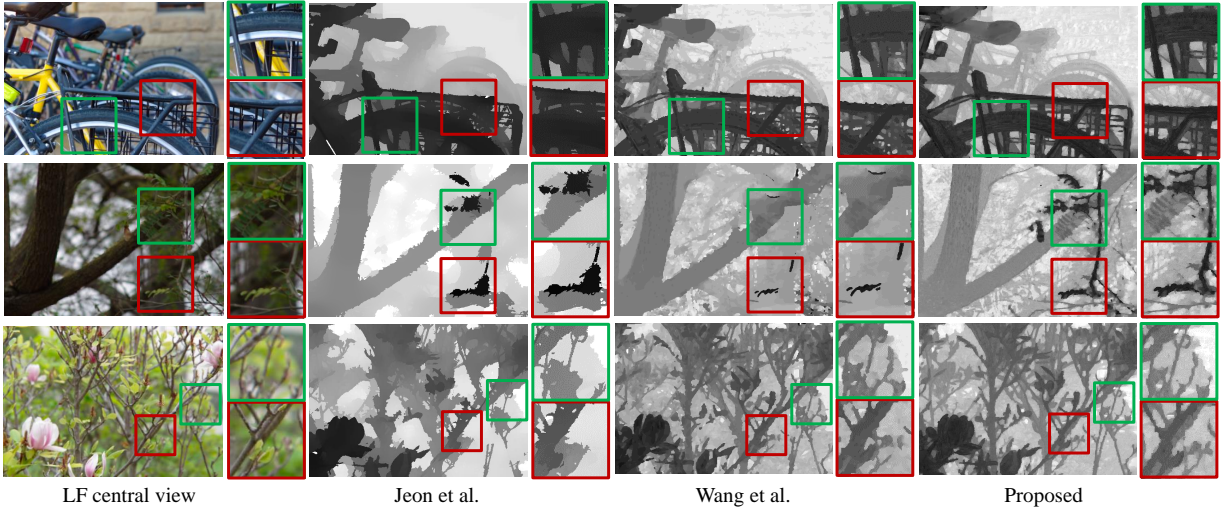 LF central view
Jeon et al.
Wang et al.
Proposed